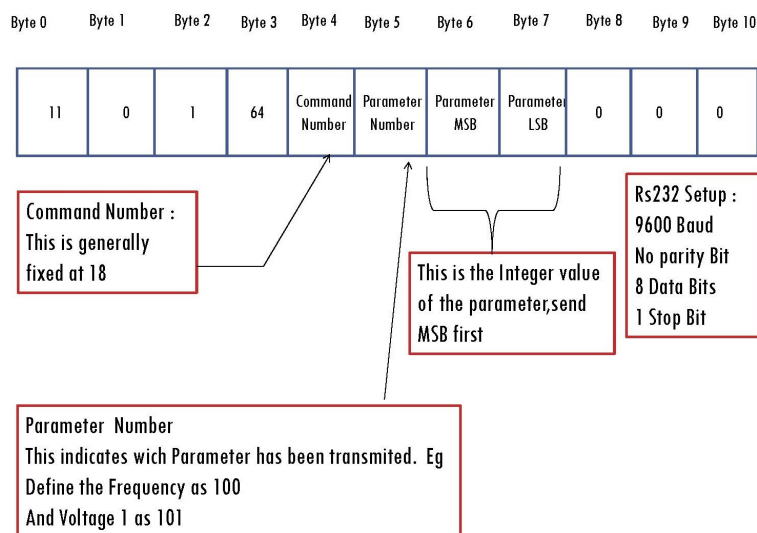 Byte 0 Byte 1 Byte 2 Byte 3 Byte 4 Byte 5 Byte 6 Byte 7 Byte 8 Byte 9 Byte 10
11 0 1 64 Command Number Parameter Number Parameter MSB Parameter LSB 0 0 0
Command Number :
This is generally
fixed at 18
This is the Integer value
of the parameter,send
MSB first
Rs232 Setup :
9600 Baud
No parity Bit
8 Data Bits
1 Stop Bit
Parameter Number
This indicates wich Parameter has been transmited. Eg
Define the Frequency as 100
And Voltage 1 as 101